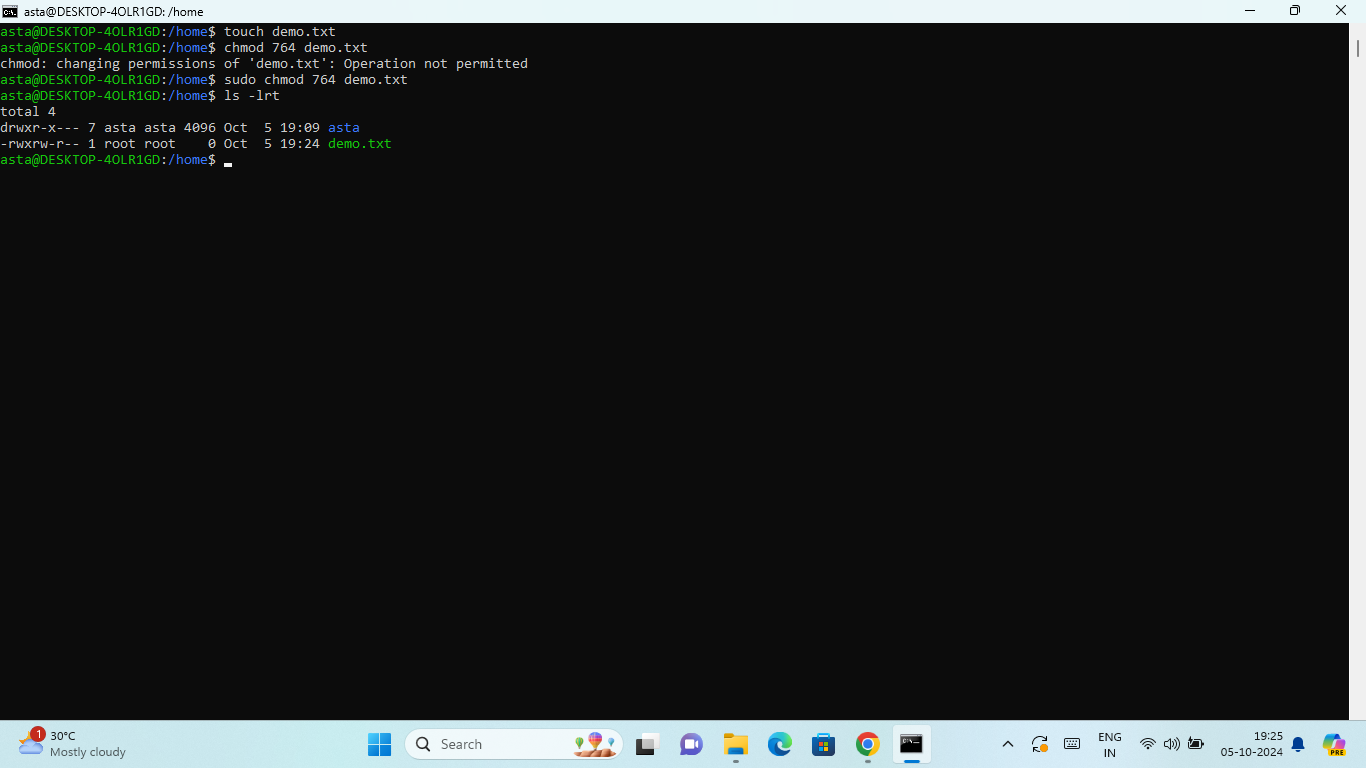 asta@DESKTOP-4OLR1GD: /home
asta@DESKTOP-4OLR1GD:/home$ touch demo.txt
asta@DESKTOP-4OLR1GD:/home$ chmod 764 demo.txt
chmod: changing permissions of 'demo.txt': Operation not permitted
asta@DESKTOP-4OLR1GD:/home$ sudo chmod 764 demo.txt
asta@DESKTOP-4OLR1GD:/home$ ls -lrt
total 4
drwxr-x--- 7 asta asta 4096 Oct  5 19:09 asta
-rwxrw-r-- 1 root root    0 Oct  5 19:24 demo.txt
asta@DESKTOP-4OLR1GD:/home$
1
30°C
Mostly cloudy
Search
ENG
IN
19:25
05-10-2024
PRE